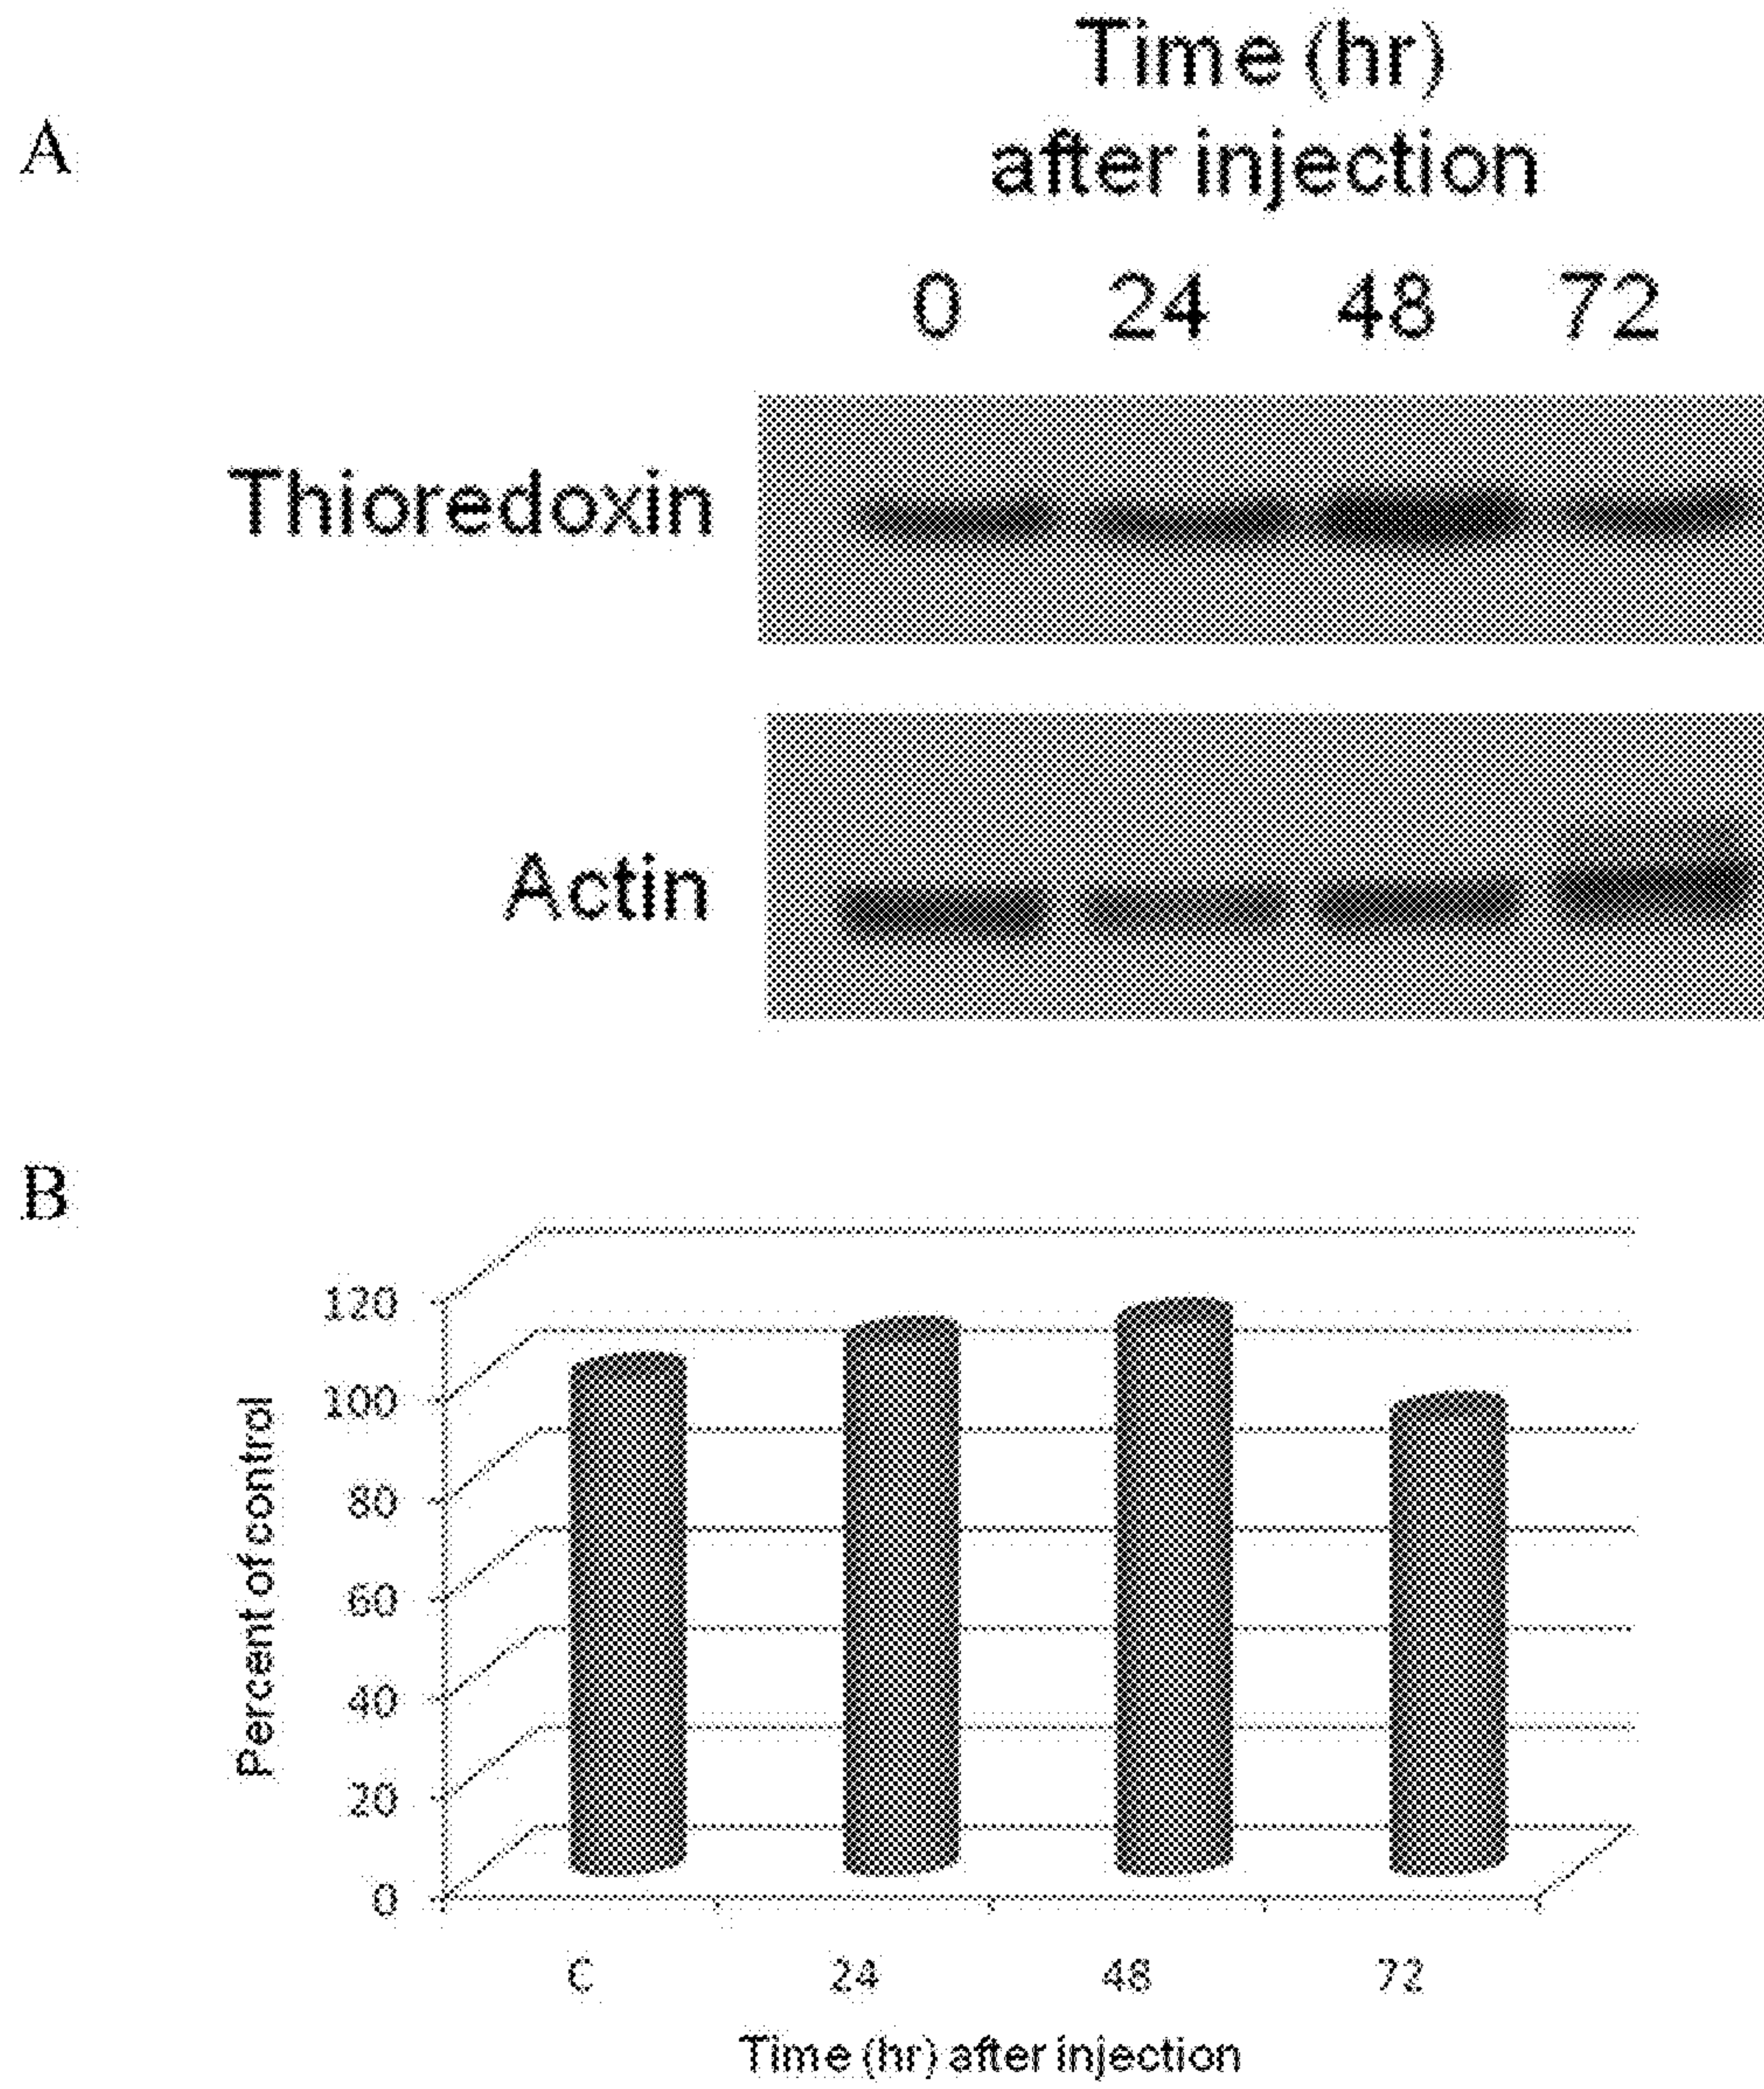 A
Time (hr)
after injection
0 24 48 72
Thioredoxin
Actin
B
120
100
80
60
40
20
0
Percent of control
C 24 48 72
Time (hr) after injection